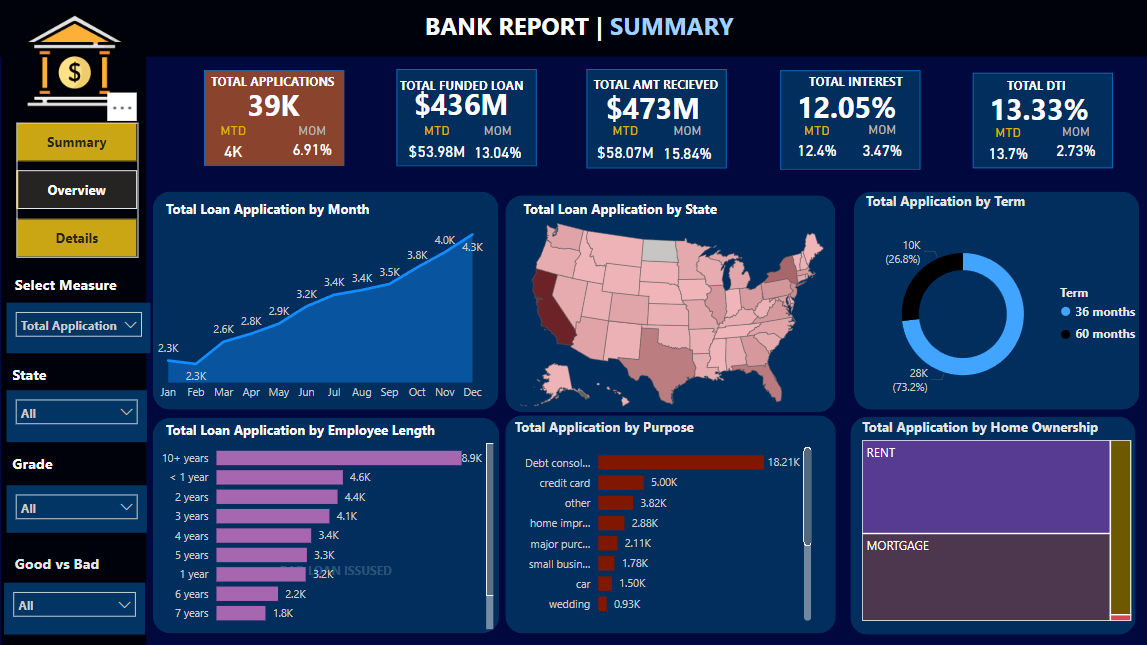 BANK REPORT | SUMMARY
$
...
Summary
Overview
Details
Select Measure
Total Application
State
All
Grade
All
Good vs Bad
All
TOTAL APPLICATIONS
39K
MTD MOM
4K 6.91%
TOTAL FUNDED LOAN
$436M
MTD MOM
$53.98M 13.04%
TOTAL AMT RECIEVED
$473M
MTD MOM
$58.07M 15.84%
TOTAL INTEREST
12.05%
MTD MOM
12.4% 3.47%
TOTAL DTI
13.33%
MTD MOM
13.7% 2.73%
Total Loan Application by Month
2.3K
2.3K
2.6K
2.8K
2.9K
3.2K
3.4K
3.4K
3.5K
3.8K
4.0K
4.3K
Jan Feb Mar Apr May Jun Jul Aug Sep Oct Nov Dec
Total Loan Application by State
Total Application by Term
10K
(26.8%)
28K
(73.2%)
Term
36 months
60 months
Total Loan Application by Employee Length
10+ years 8.9K
< 1 year 4.6K
2 years 4.4K
3 years 4.1K
4 years 3.4K
5 years 3.3K
1 year 3.2K
6 years 2.2K
7 years 1.8K
LOAN ISSUSED
Total Application by Purpose
Debt consol... 18.21K
credit card 5.00K
other 3.82K
home impr... 2.88K
major purc... 2.11K
small busin... 1.78K
car 1.50K
wedding 0.93K
Total Application by Home Ownership
RENT
MORTGAGE